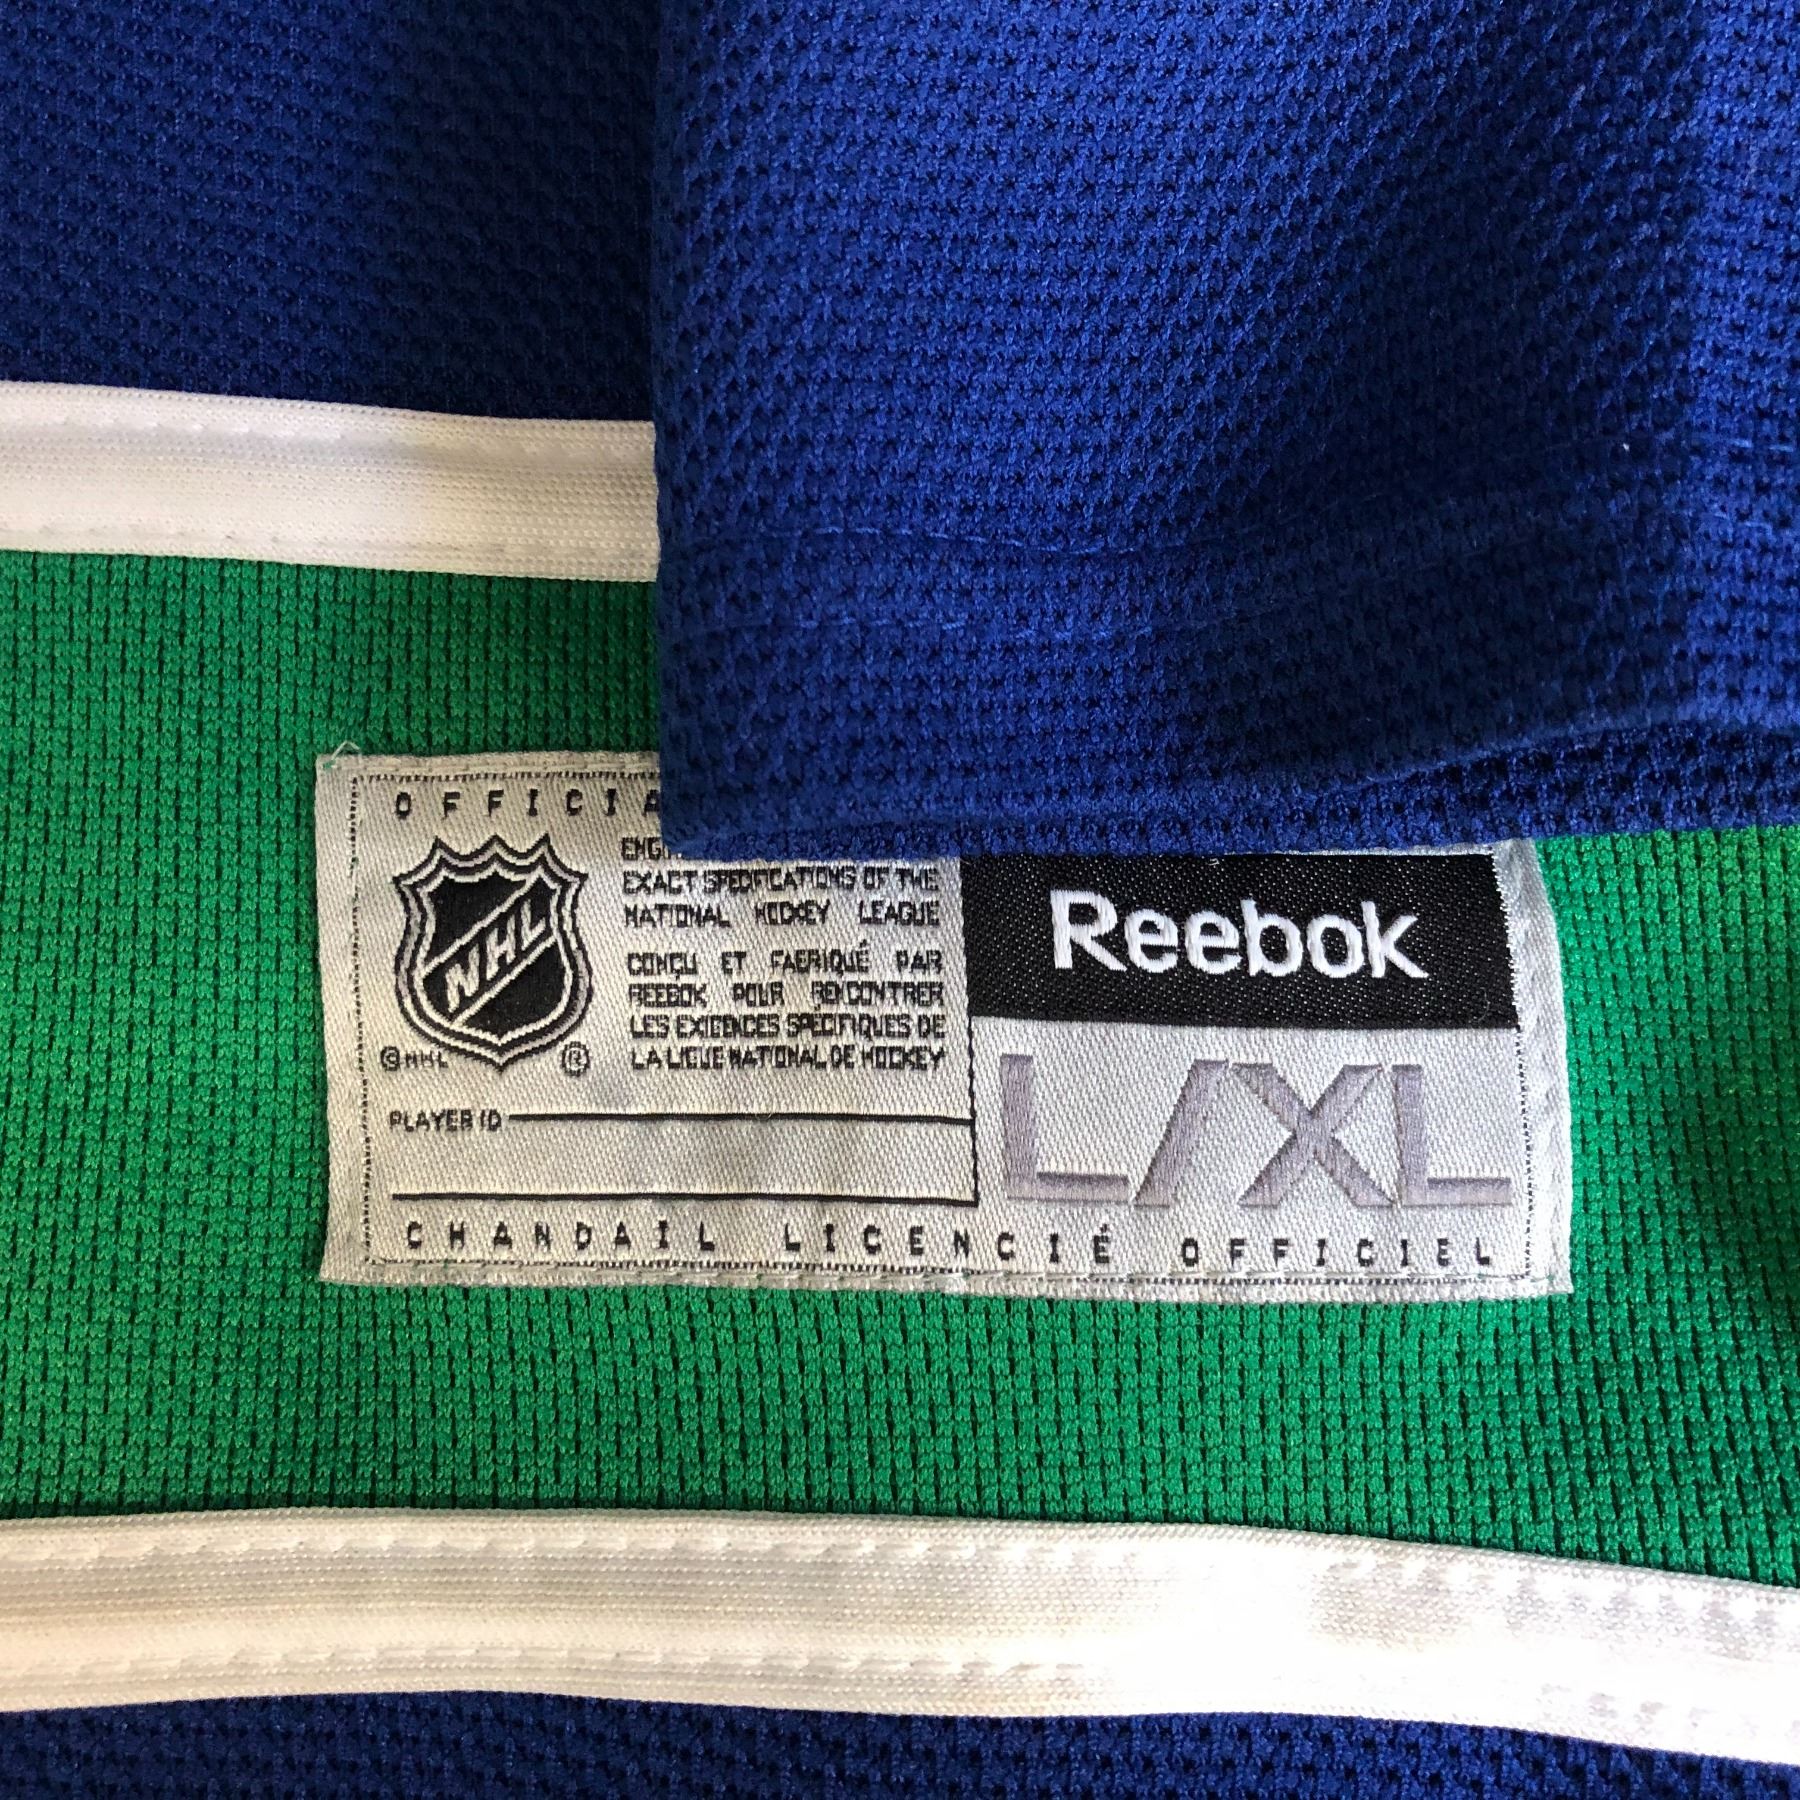 OFFICIA
NHL
ENGI
EXACT SPECIFICATIONS OF THE
NATIONAL HOCKEY LEAGUE
CONÇU ET FABRIQUÉ PAR
REEBOK POUR RENCONTRER
LES EXIGENCES SPÉCIFIQUES DE
LA LIGUE NATIONAL DE HOCKEY
©NHL ®
Reebok
L/XL
PLAYER ID
CHANDAIL LICENCIÉ OFFICIEL